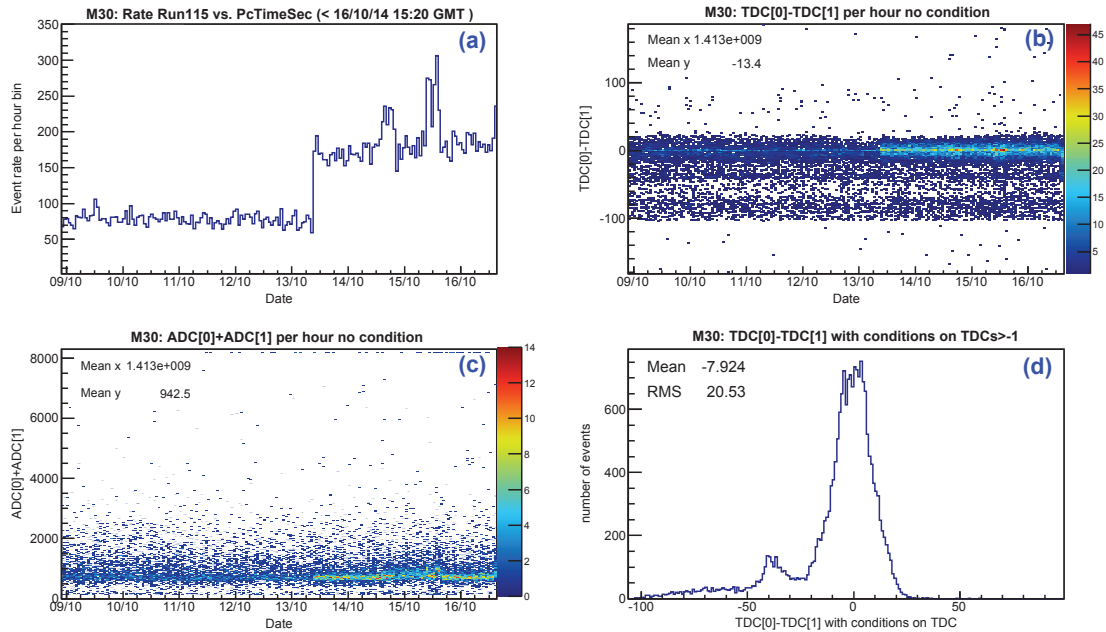 M30: Rate Run115 vs. PcTimeSec (< 16/10/14 15:20 GMT )
(a)
Event rate per hour bin
350
300
250
200
150
100
50
09/10 10/10 11/10 12/10 13/10 14/10 15/10 16/10
Date
M30: TDC[0]-TDC[1] per hour no condition
(b)
Mean x 1.413e+009
Mean y -13.4
TDC[0]-TDC[1]
100
0
-100
09/10 10/10 11/10 12/10 13/10 14/10 15/10 16/10
Date
45
40
35
30
25
20
15
10
5
M30: ADC[0]+ADC[1] per hour no condition
(c)
Mean x 1.413e+009
Mean y 942.5
ADC[0]+ADC[1]
8000
6000
4000
2000
0
09/10 10/10 11/10 12/10 13/10 14/10 15/10 16/10
Date
14
12
10
8
6
4
2
0
M30: TDC[0]-TDC[1] with conditions on TDCs>-1
(d)
Mean -7.924
RMS 20.53
number of events
600
400
200
0
-100 -50 0 50
TDC[0]-TDC[1] with conditions on TDC